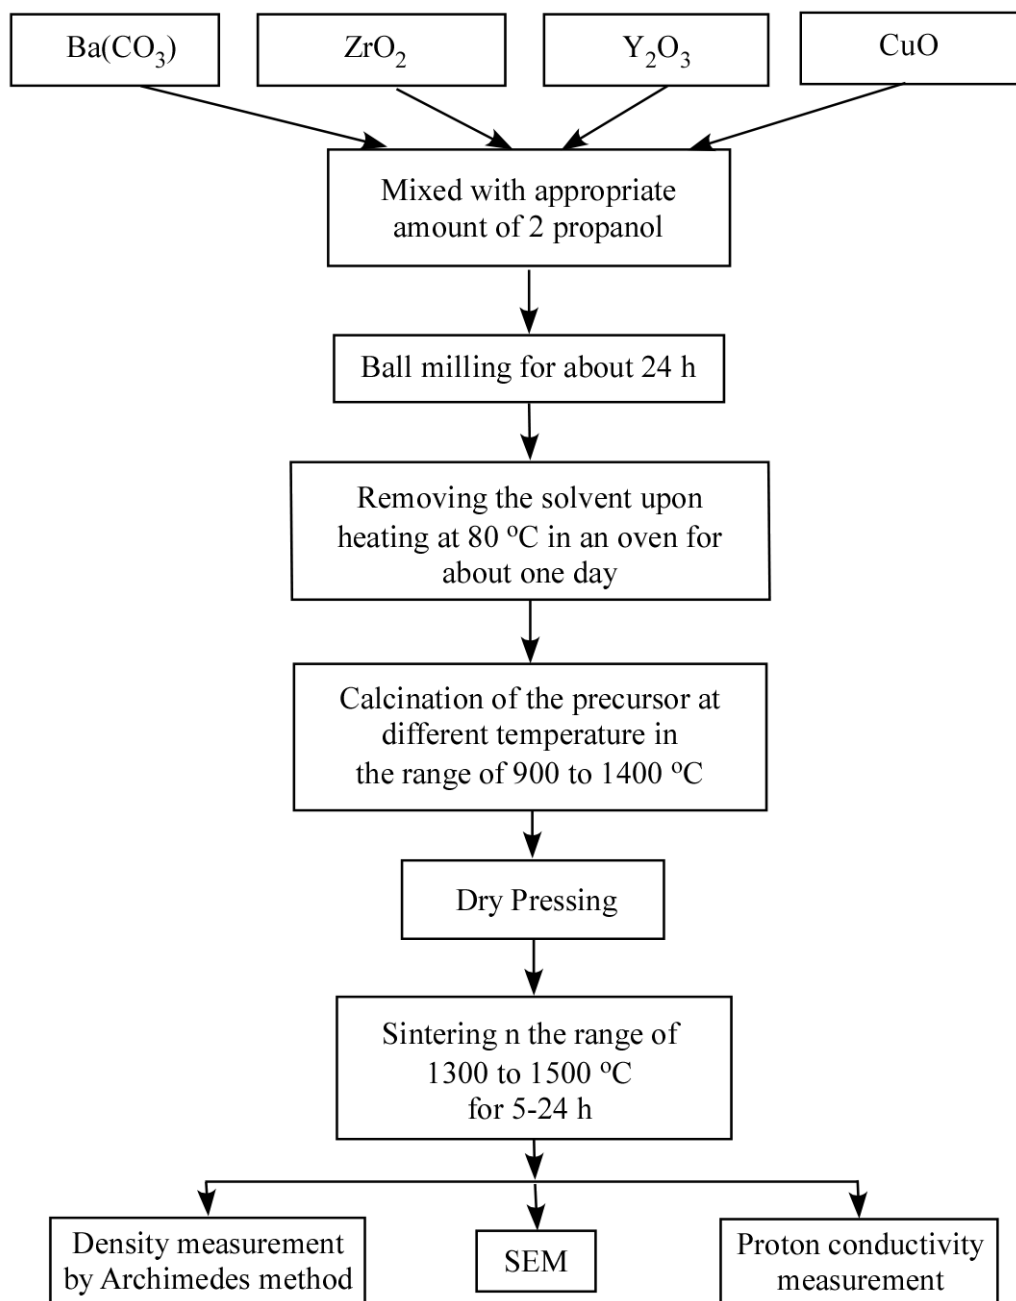 Ba(CO₃)
ZrO₂
Y₂O₃
CuO
Mixed with appropriate
amount of 2 propanol
Ball milling for about 24 h
Removing the solvent upon
heating at 80 ºC in an oven for
about one day
Calcination of the precursor at
different temperature in
the range of 900 to 1400 ºC
Dry Pressing
Sintering n the range of
1300 to 1500 ºC
for 5-24 h
Density measurement
by Archimedes method
SEM
Proton conductivity
measurement